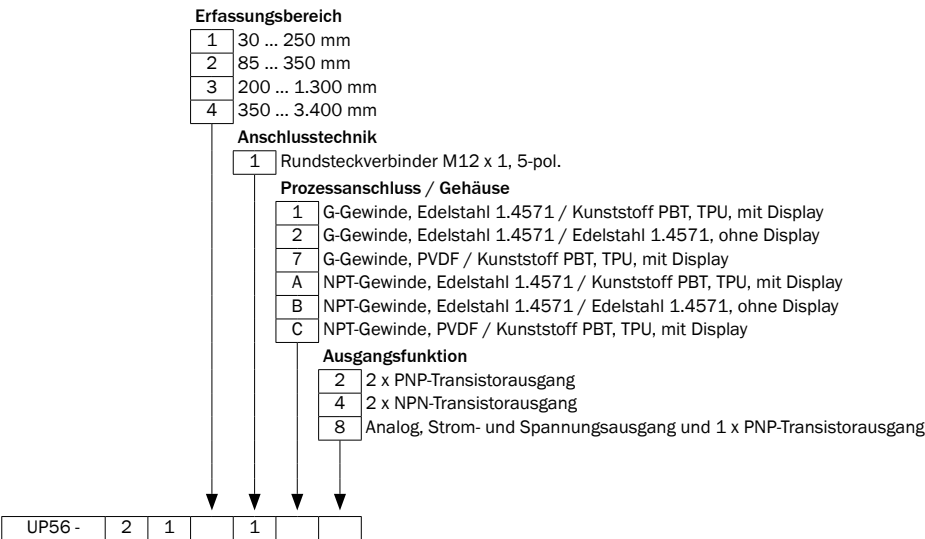 Erfassungsbereich
1 30 ... 250 mm
2 85 ... 350 mm
3 200 ... 1.300 mm
4 350 ... 3.400 mm
Anschlusstechnik
1 Rundsteckverbinder M12 x 1, 5-pol.
Prozessanschluss / Gehäuse
1 G-Gewinde, Edelstahl 1.4571 / Kunststoff PBT, TPU, mit Display
2 G-Gewinde, Edelstahl 1.4571 / Edelstahl 1.4571, ohne Display
7 G-Gewinde, PVDF / Kunststoff PBT, TPU, mit Display
A NPT-Gewinde, Edelstahl 1.4571 / Kunststoff PBT, TPU, mit Display
B NPT-Gewinde, Edelstahl 1.4571 / Edelstahl 1.4571, ohne Display
C NPT-Gewinde, PVDF / Kunststoff PBT, TPU, mit Display
Ausgangsfunktion
2 2 x PNP-Transistorausgang
4 2 x NPN-Transistorausgang
8 Analog, Strom- und Spannungsausgang und 1 x PNP-Transistorausgang
UP56 - 2 1 1